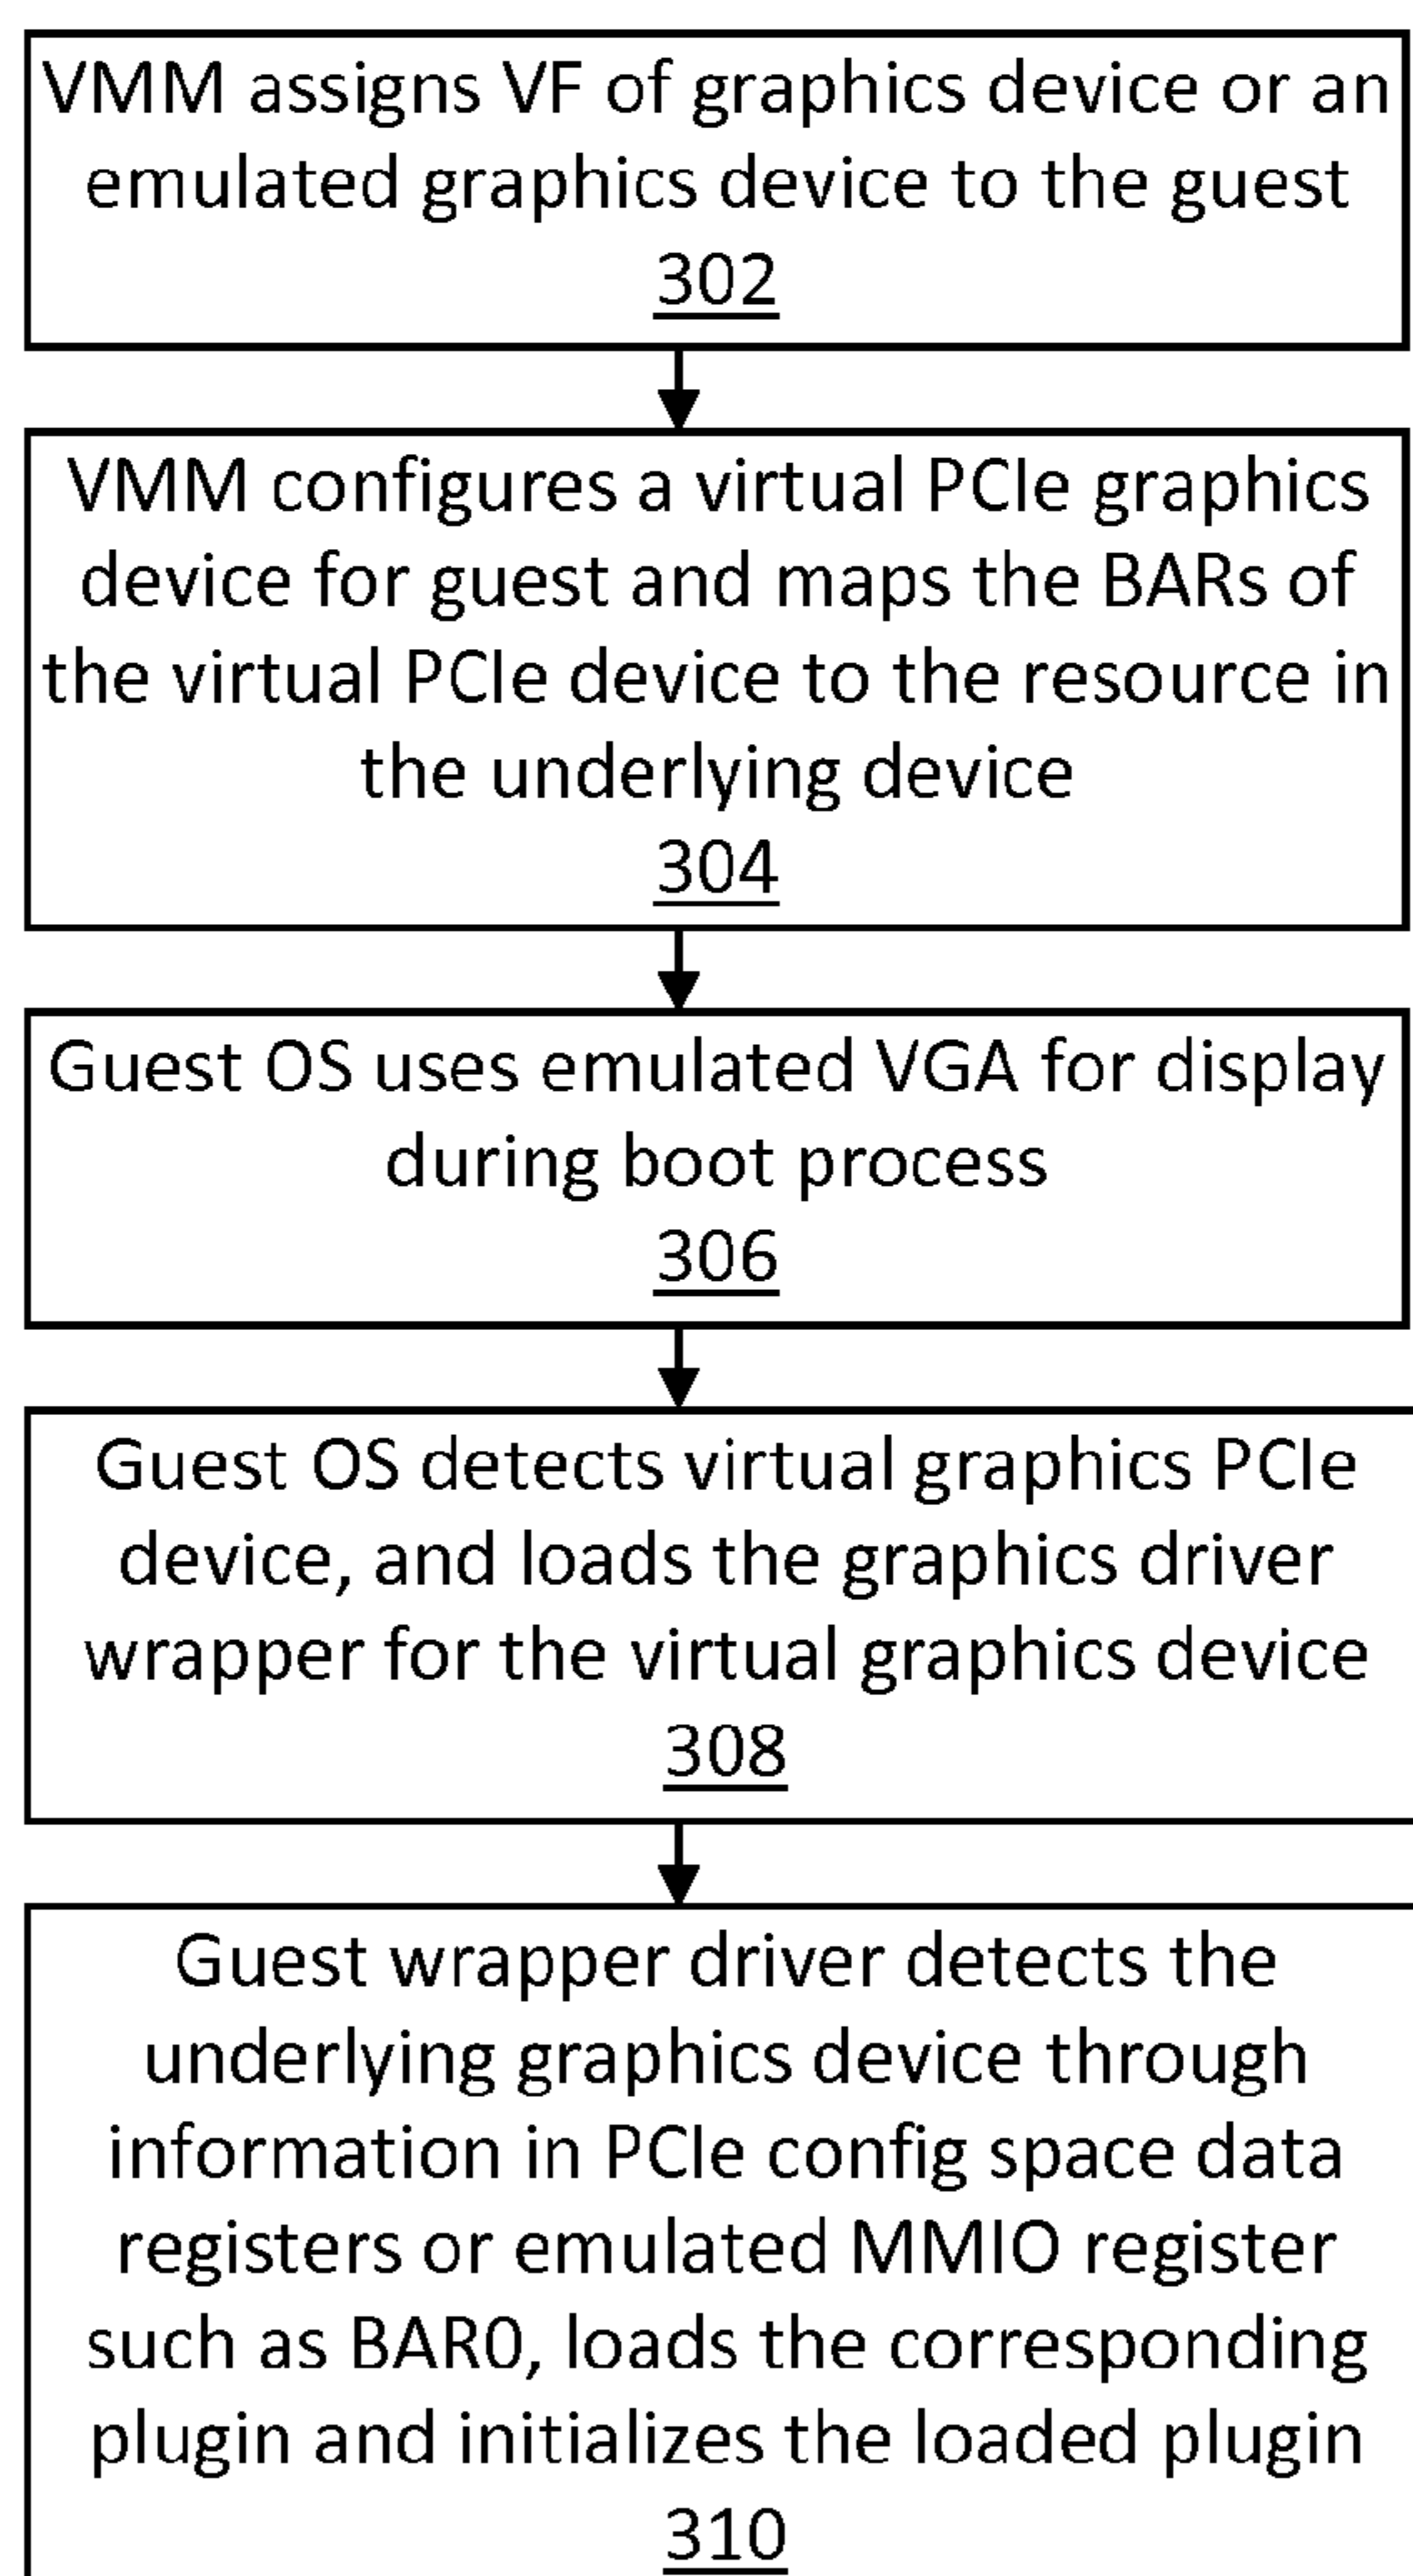 VMM assigns VF of graphics device or an
emulated graphics device to the guest
302
VMM configures a virtual PCIe graphics
device for guest and maps the BARs of
the virtual PCIe device to the resource in
the underlying device
304
Guest OS uses emulated VGA for display
during boot process
306
Guest OS detects virtual graphics PCIe
device, and loads the graphics driver
wrapper for the virtual graphics device
308
Guest wrapper driver detects the
underlying graphics device through
information in PCIe config space data
registers or emulated MMIO register
such as BAR0, loads the corresponding
plugin and initializes the loaded plugin
310